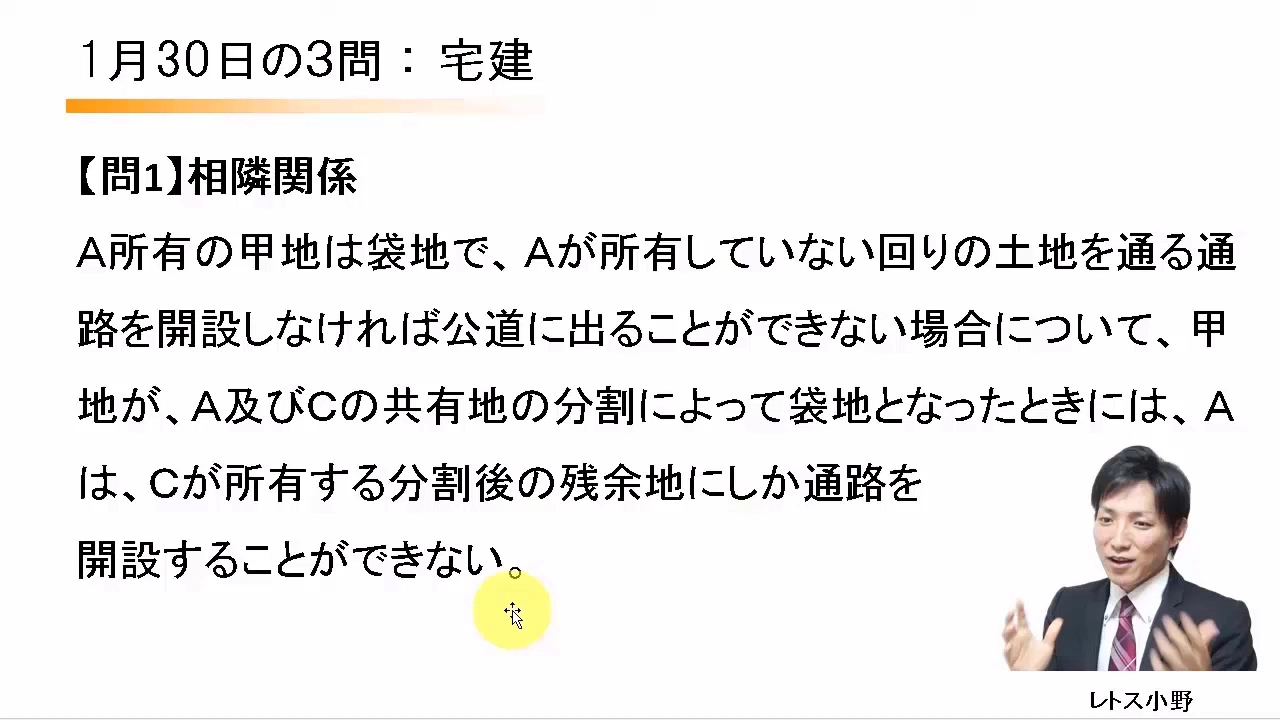 1月30日の3問：宅建
【問1】相隣関係
Ａ所有の甲地は袋地で、Ａが所有していない回りの土地を通る通
路を開設しなければ公道に出ることができない場合について、甲
地が、Ａ及びＣの共有地の分割によって袋地となったときには、Ａ
は、Ｃが所有する分割後の残余地にしか通路を
開設することができない。
レトス小野